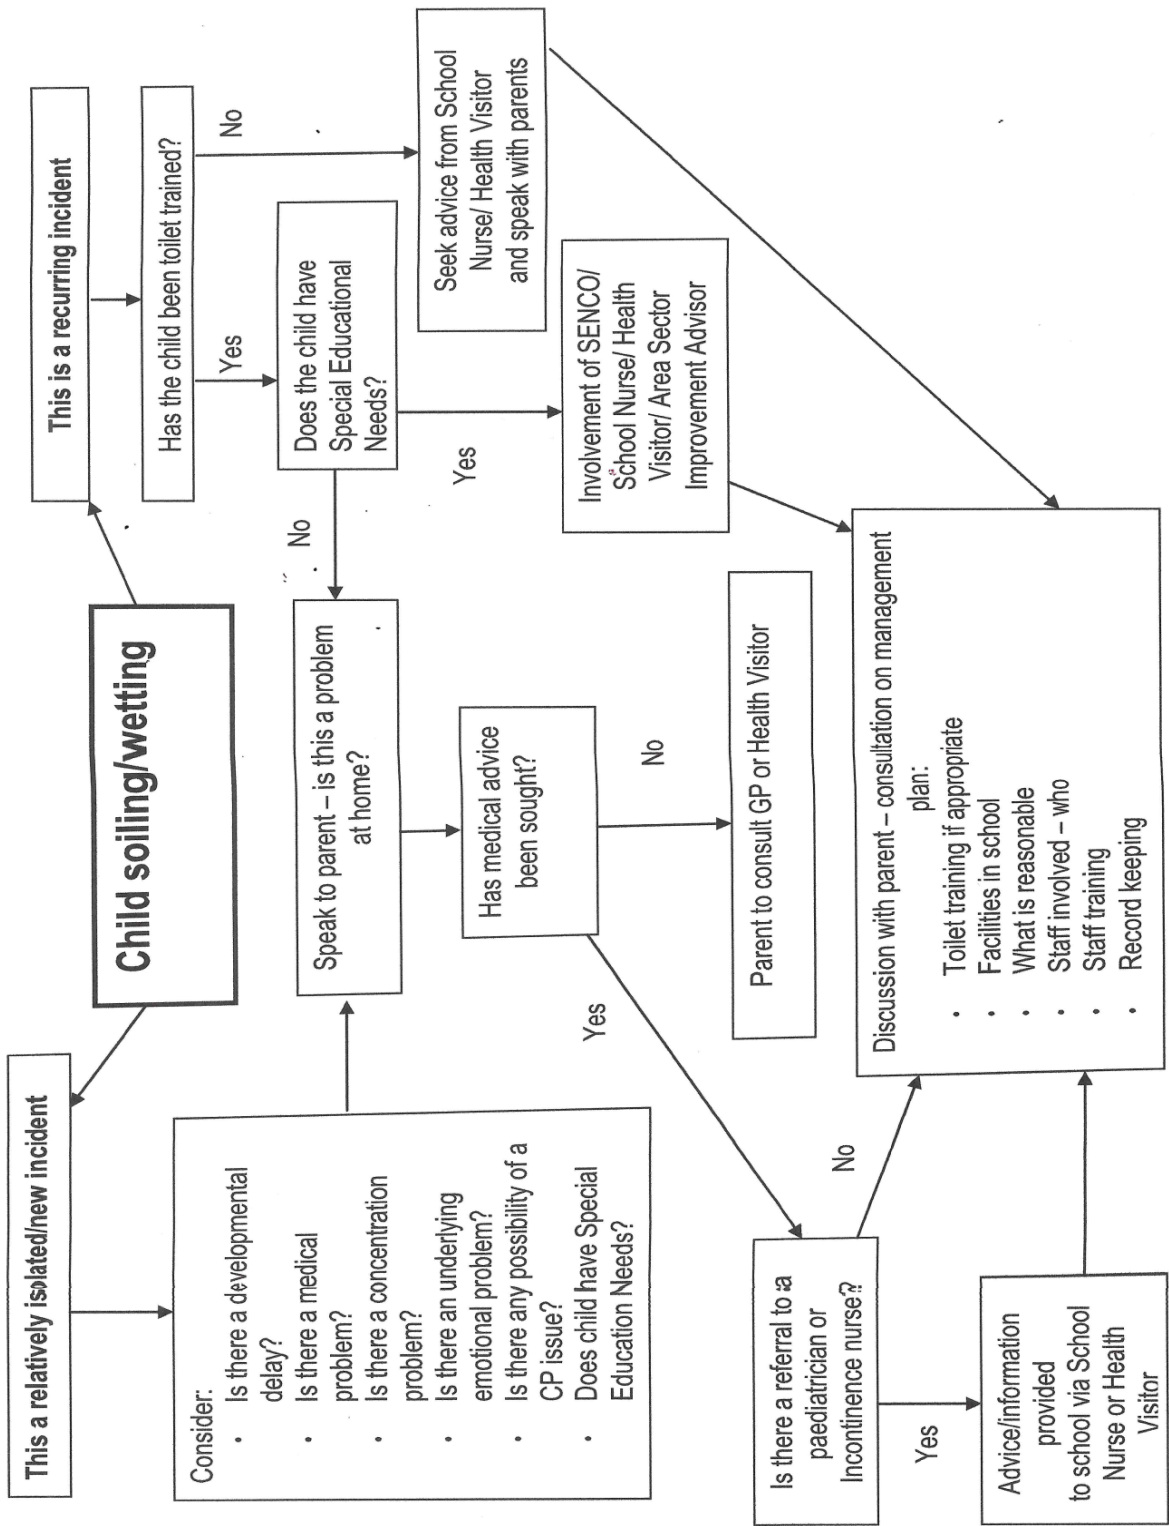 Child soiling/wetting
This a relatively isolated/new incident
This is a recurring incident
Consider:
• Is there a developmental
delay?
• Is there a medical
problem?
• Is there a concentration
problem?
• Is there an underlying
emotional problem?
• Is there any possibility of a
CP issue?
• Does child have Special
Education Needs?
Has the child been toilet trained?
Yes
No
Does the child have
Special Educational
Needs?
No
Yes
Seek advice from School
Nurse/ Health Visitor
and speak with parents
Speak to parent – is this a problem
at home?
Involvement of SENCO/
School Nurse/ Health
Visitor/ Area Sector
Improvement Advisor
Has medical advice
been sought?
Yes
No
Parent to consult GP or Health Visitor
Is there a referral to a
paediatrician or
Incontinence nurse?
No
Yes
Advice/information
provided
to school via School
Nurse or Health
Visitor
Discussion with parent – consultation on management
plan:
• Toilet training if appropriate
• Facilities in school
• What is reasonable
• Staff involved – who
• Staff training
• Record keeping